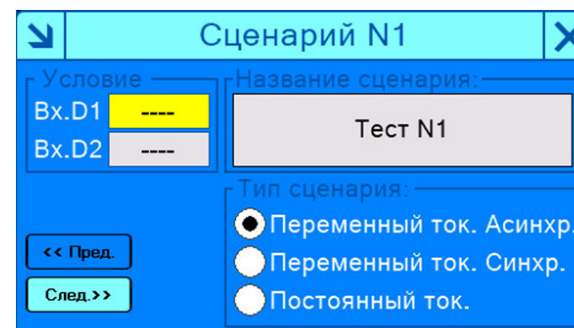 Сценарий N1
Условие
Вх.D1 ----
Вх.D2 ----
Название сценария:
Тест N1
Тип сценария:
Переменный ток. Асинхр.
Переменный ток. Синхр.
Постоянный ток.
<< Пред.
След.>>